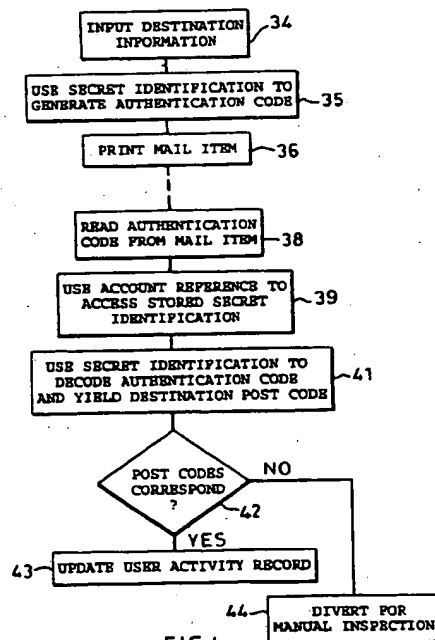 INPUT DESTINATION
INFORMATION
34
USE SECRET IDENTIFICATION TO
GENERATE AUTHENTICATION CODE
35
PRINT MAIL ITEM
36
READ AUTHENTICATION
CODE FROM MAIL ITEM
38
USE ACCOUNT REFERENCE TO
ACCESS STORED SECRET
IDENTIFICATION
39
USE SECRET IDENTIFICATION TO
DECODE AUTHENTICATION CODE
AND YIELD DESTINATION POST CODE
41
POST CODES
CORRESPOND
?
42
NO
YES
43
UPDATE USER ACTIVITY RECORD
44
DIVERT FOR
MANUAL INSPECTION